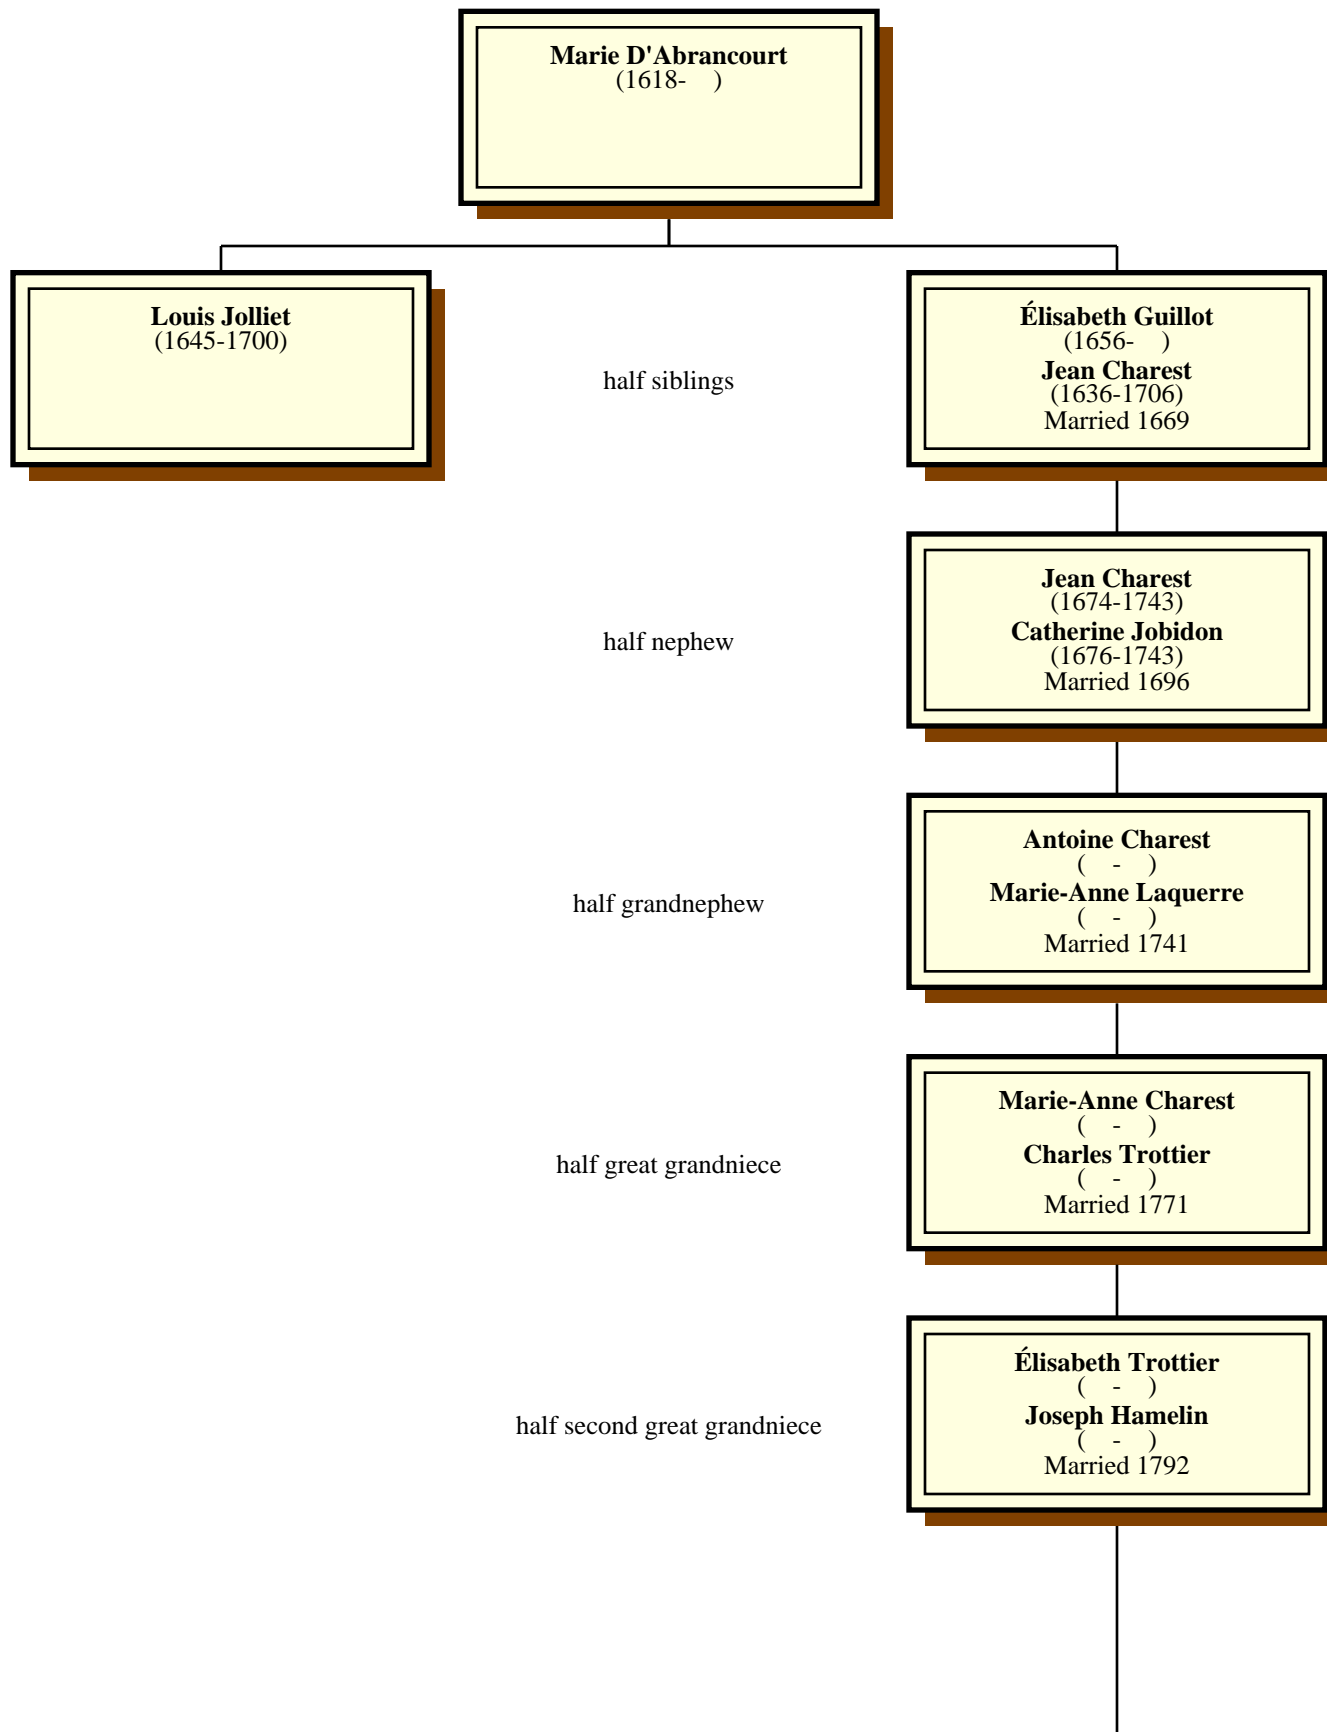 Marie D'Abrancourt
(1618-    )
Louis Jolliet
(1645-1700)
half siblings
Élisabeth Guillot
(1656-    )
Jean Charest
(1636-1706)
Married 1669
half nephew
Jean Charest
(1674-1743)
Catherine Jobidon
(1676-1743)
Married 1696
half grandnephew
Antoine Charest
(    -    )
Marie-Anne Laquerre
(    -    )
Married 1741
half great grandniece
Marie-Anne Charest
(    -    )
Charles Trottier
(    -    )
Married 1771
half second great grandniece
Élisabeth Trottier
(    -    )
Joseph Hamelin
(    -    )
Married 1792